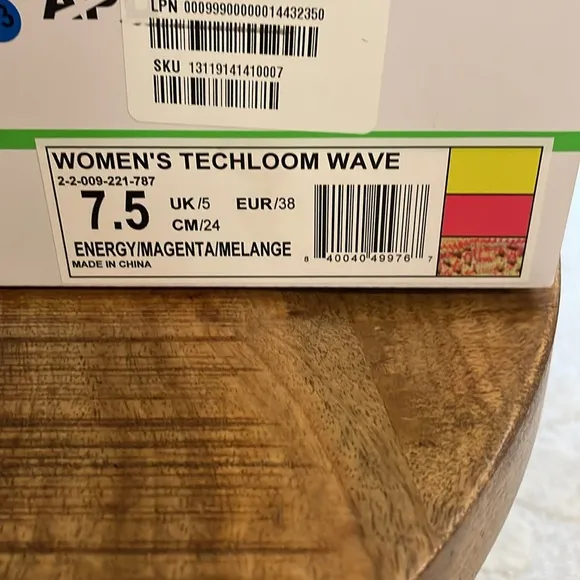 3
LPN 00099900000014432350
SKU 13119141410007
WOMEN'S TECHLOOM WAVE
2-2-009-221-787
7.5 UK/5 EUR/38
CM/24
ENERGY/MAGENTA/MELANGE
MADE IN CHINA
8 40040 49976 7